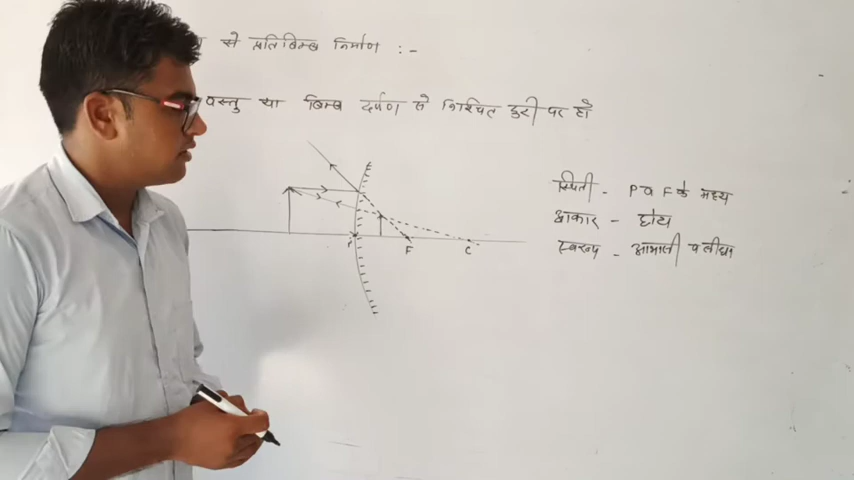 से प्रतिबिम्ब निर्माण :-
वस्तु या बिम्ब दर्पण से निश्चित दुरी पर हो
स्थिती - P व F के मध्य
आकार - छोटा
स्वरूप - आभासी व सीधा
P F C